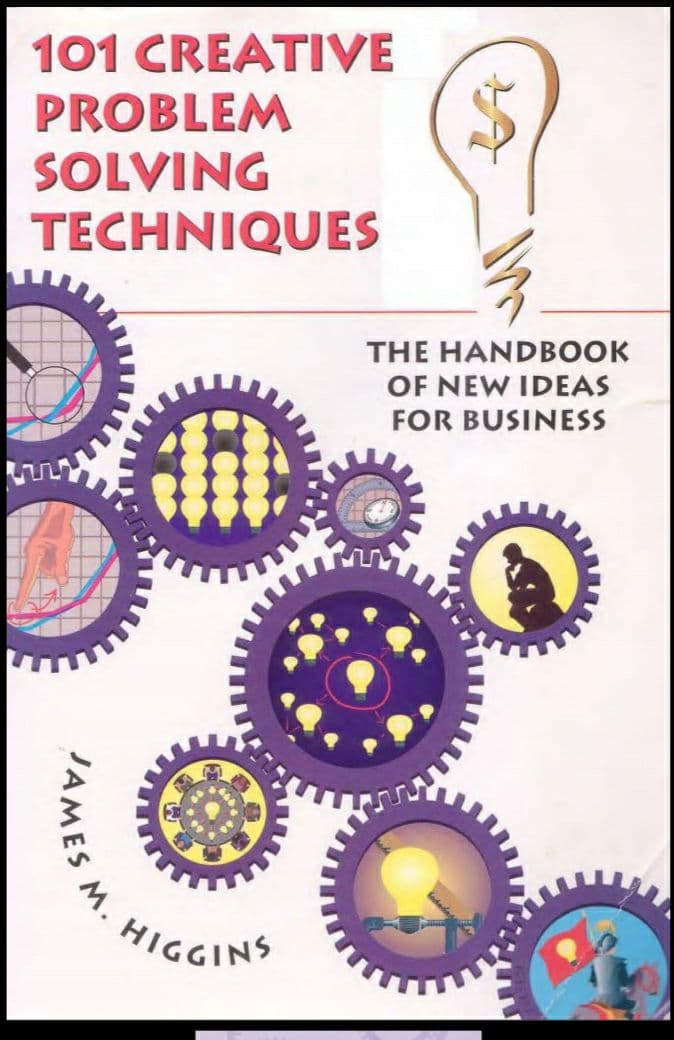 101 CREATIVE
PROBLEM
SOLVING
TECHNIQUES
$
THE HANDBOOK
OF NEW IDEAS
FOR BUSINESS
JAMES M. HIGGINS